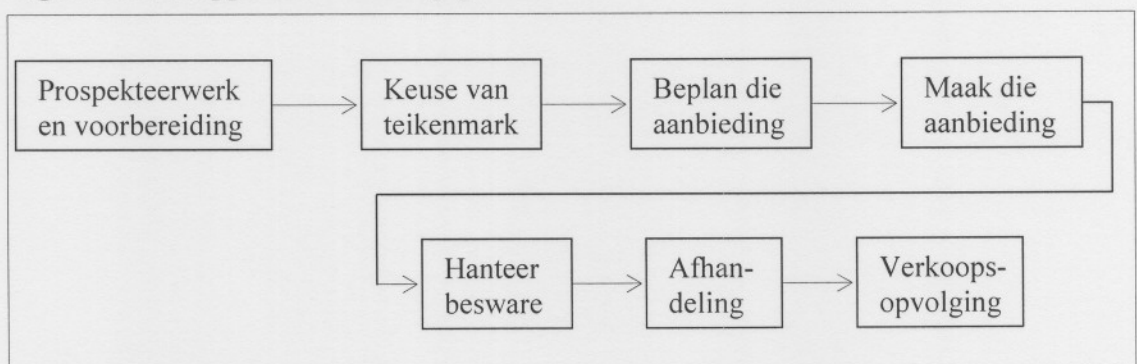 Prospekteerwerk
en voorbereiding
Keuse van
teikenmark
Beplan die
aanbieding
Maak die
aanbieding
Hanteer
besware
Afhan-
deling
Verkoops-
opvolging